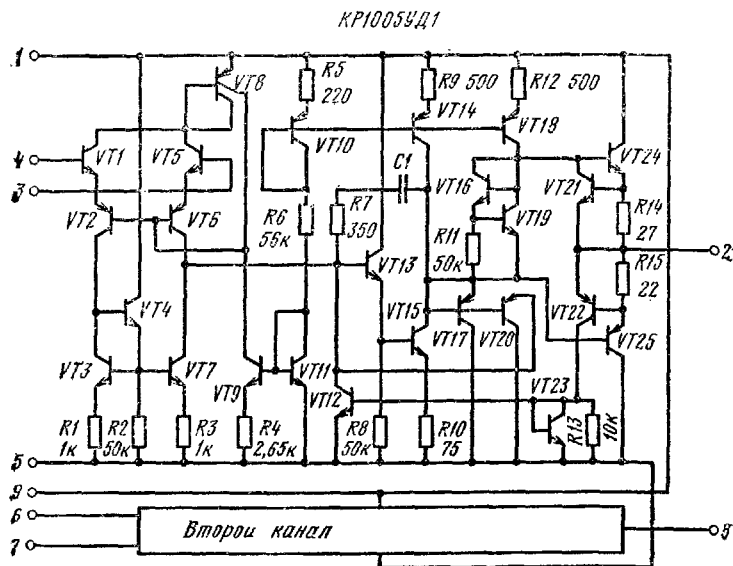 КР1005УД1
1
R5
220
R9 500
R12 500
VT8
VT14
VT18
VT10
VT24
4
VT1
VT5
C1
VT16
VT21
3
R7
350
R14
27
VT2
VT6
R6
56к
VT19
R11
50к
2
VT13
R15
22
VT4
VT15
VT17
VT20
VT22
VT25
VT3
VT7
VT9
VT11
VT12
VT23
R1
1к
R2
50к
R3
1к
R4
2,65к
R8
50к
R10
75
R13
10к
5
9
6
Второй канал
8
7